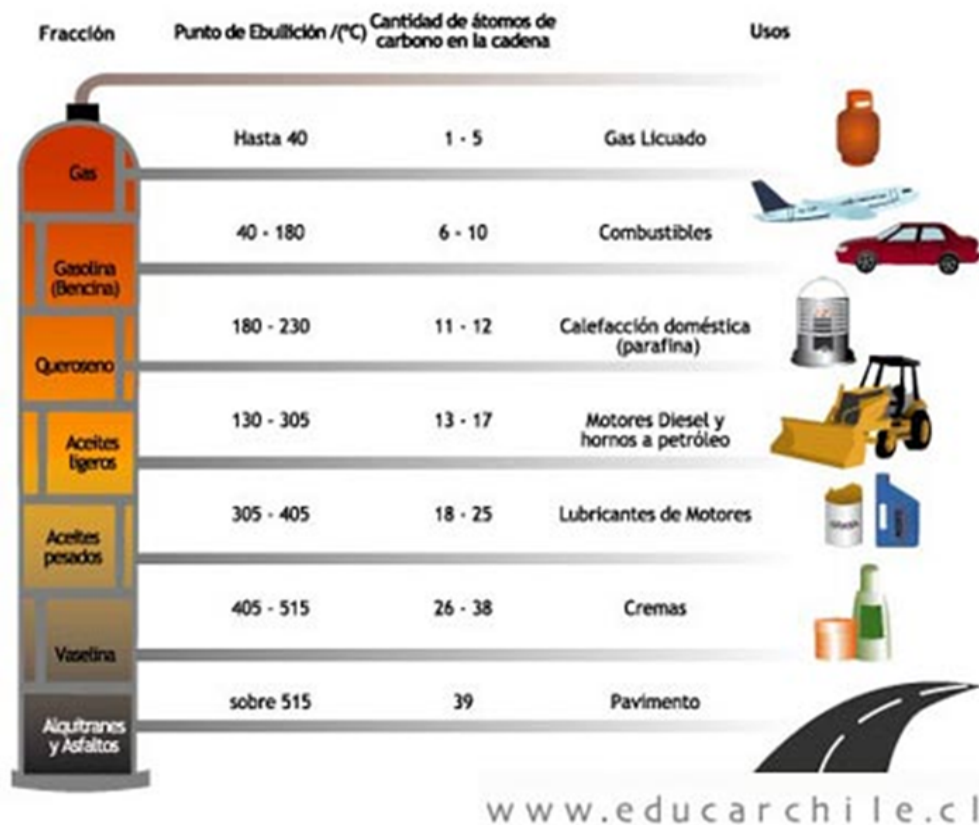 Fracción
Punto de Ebullición /(°C)
Cantidad de átomos de
carbono en la cadena
Usos
Gas
Hasta 40
1 - 5
Gas Licuado
Gasolina
(Bencina)
40 - 180
6 - 10
Combustibles
Queroseno
180 - 230
11 - 12
Calefacción doméstica
(parafina)
Aceites
ligeros
130 - 305
13 - 17
Motores Diesel y
hornos a petróleo
Aceites
pesados
305 - 405
18 - 25
Lubricantes de Motores
Vaselina
405 - 515
26 - 38
Cremas
Alquitranes
y Asfaltos
sobre 515
39
Pavimento
www.educarchile.cl